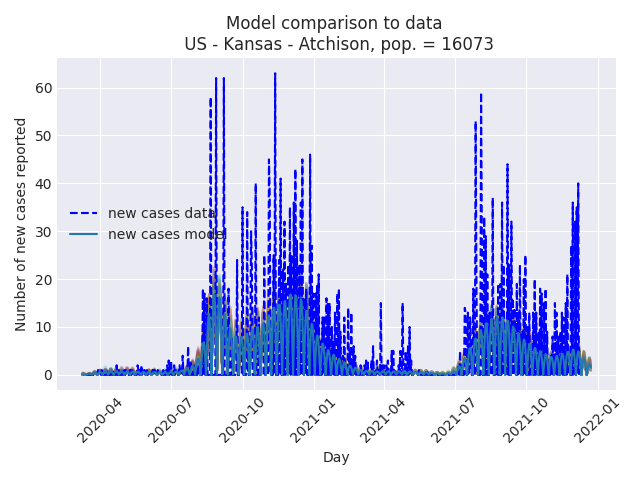 Model comparison to data
US - Kansas - Atchison, pop. = 16073
Number of new cases reported
60
50
40
30
20
10
0
new cases data
new cases model
2020-04
2020-07
2020-10
2021-01
2021-04
2021-07
2021-10
2022-01
Day